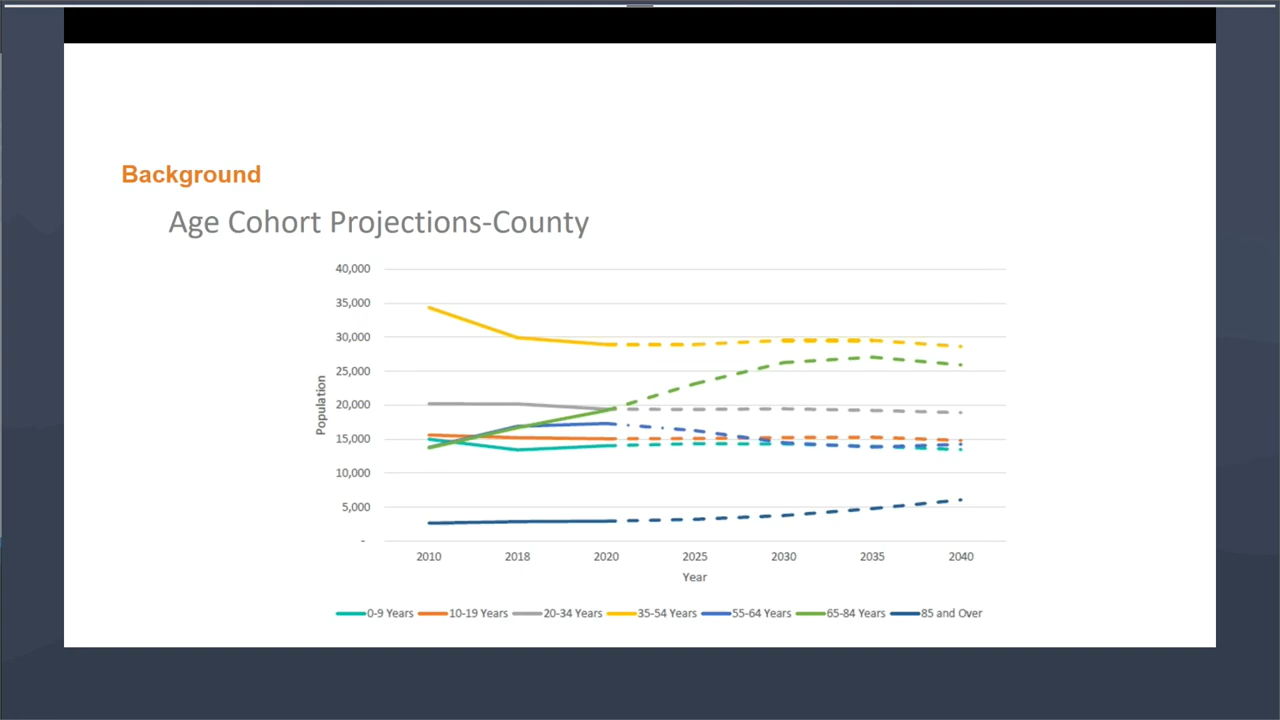 Background
Age Cohort Projections-County
40,000
35,000
30,000
25,000
20,000
15,000
10,000
5,000
-
Population
2010 2018 2020 2025 2030 2035 2040
Year
0-9 Years 10-19 Years 20-34 Years 35-54 Years 55-64 Years 65-84 Years 85 and Over